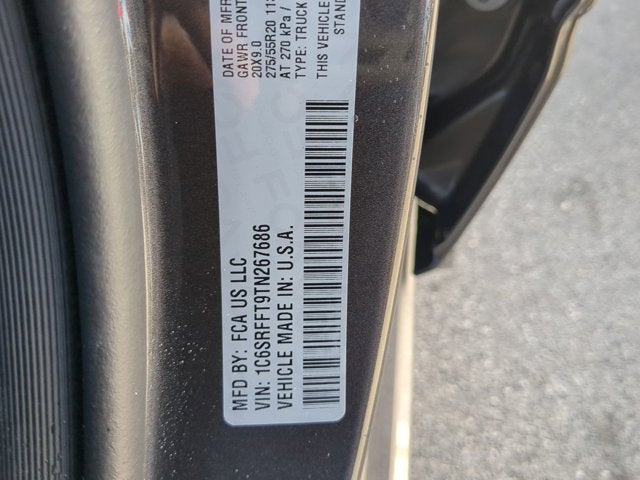 MFD BY: FCA US LLC
DATE OF MFR
GAWR FRONT
20X9.0
275/55R20
AT 270 kPa /
TYPE: TRUCK
VIN: 1C6SRFFT9TN267686
VEHICLE MADE IN: U.S.A.
THIS VEHICLE
STAND